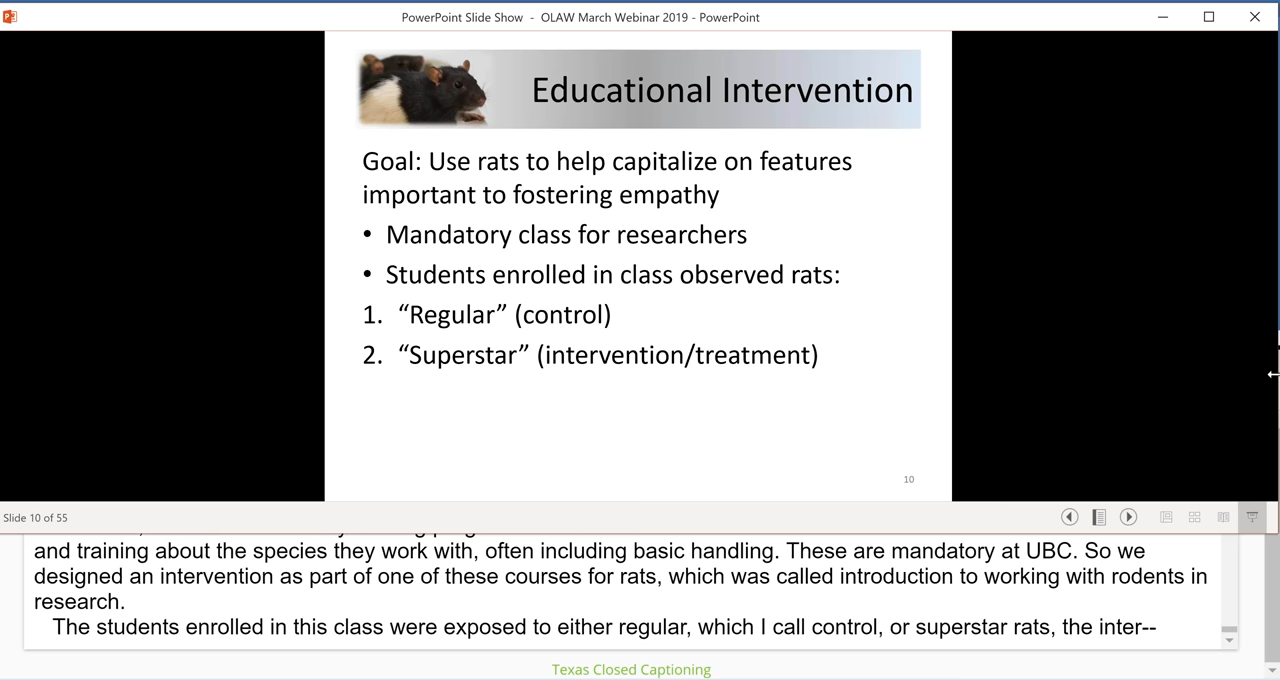 PowerPoint Slide Show - OLAW March Webinar 2019 - PowerPoint
Educational Intervention
Goal: Use rats to help capitalize on features
important to fostering empathy
• Mandatory class for researchers
• Students enrolled in class observed rats:
1. “Regular” (control)
2. “Superstar” (intervention/treatment)
10
Slide 10 of 55
and training about the species they work with, often including basic handling. These are mandatory at UBC. So we
designed an intervention as part of one of these courses for rats, which was called introduction to working with rodents in
research.
The students enrolled in this class were exposed to either regular, which I call control, or superstar rats, the inter--
Texas Closed Captioning